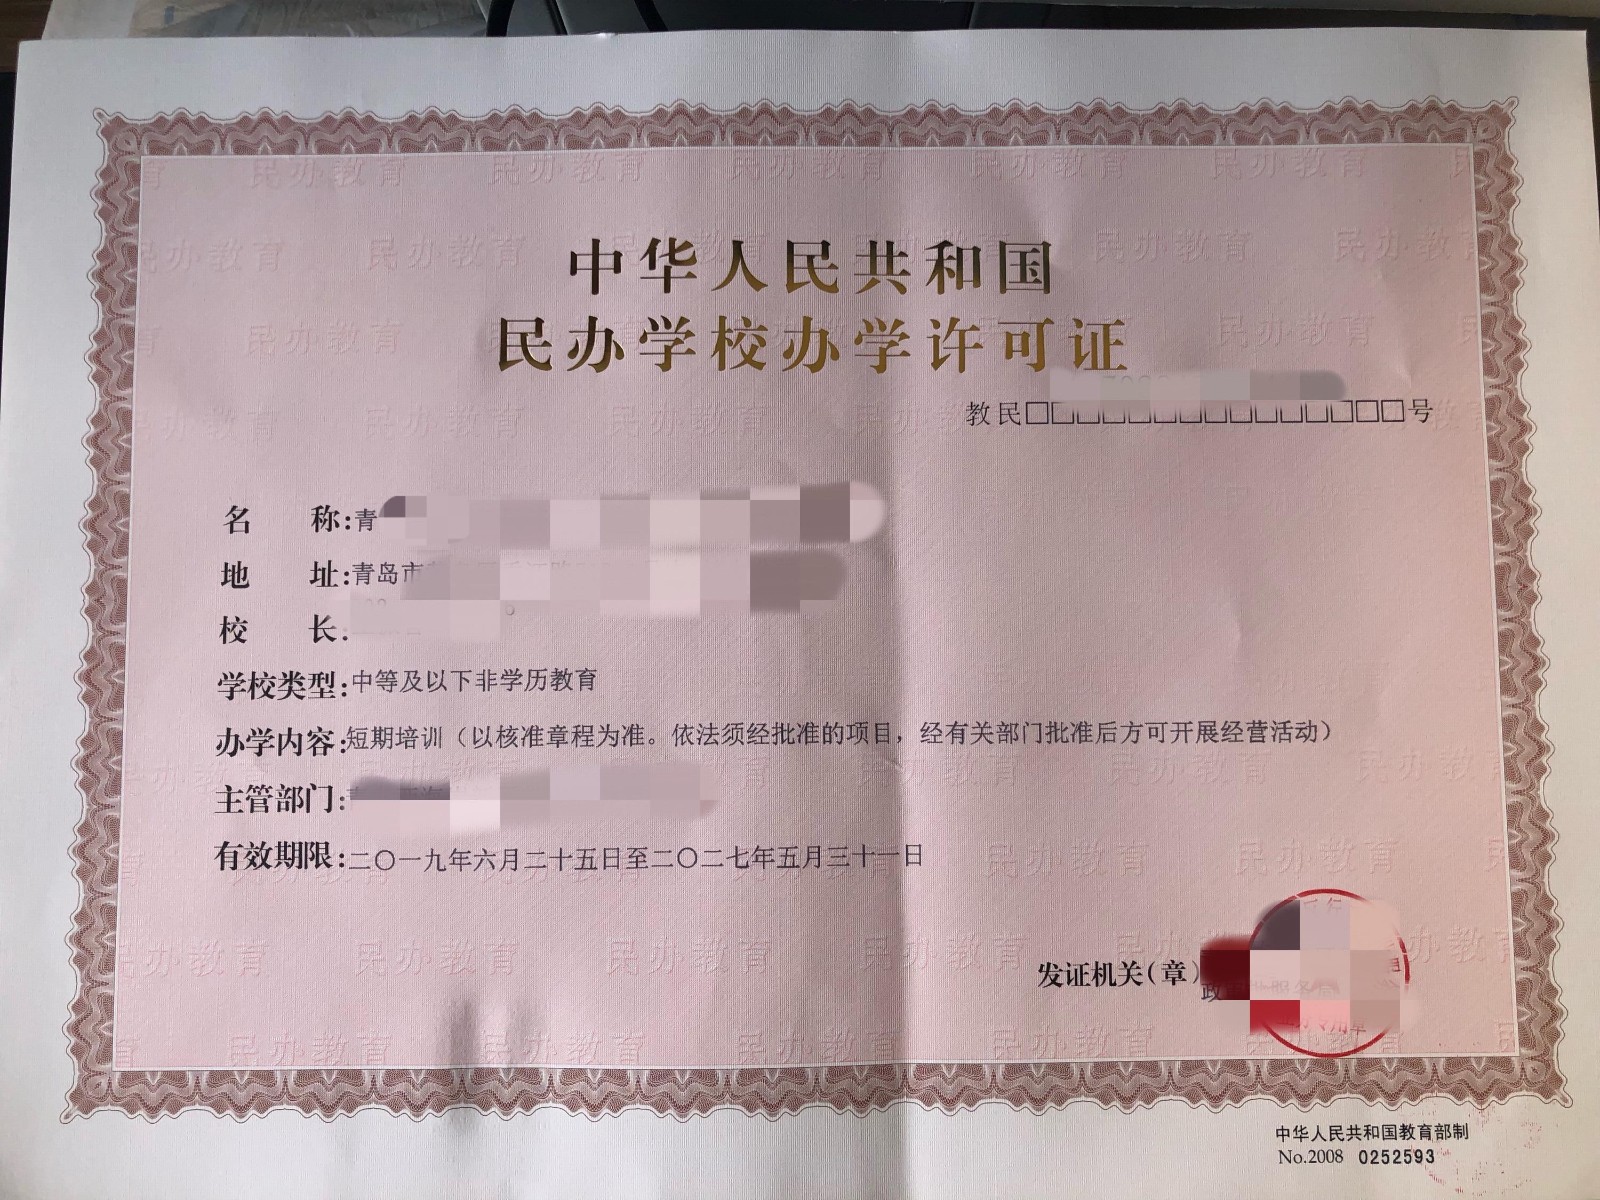 中华人民共和国
民办学校办学许可证
教民□□□□□□□□□□□□□□□号
名称:青
地址:青岛市
校长:
学校类型:中等及以下非学历教育
办学内容:短期培训（以核准章程为准。依法须经批准的项目，经有关部门批准后方可开展经营活动）
主管部门:
有效期限:二〇一九年六月二十五日至二〇二七年五月三十一日
发证机关(章)
中华人民共和国教育部制
No.2008 0252593